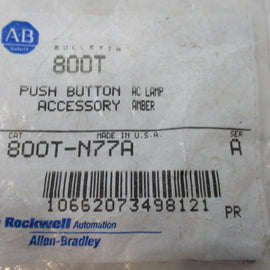 A-B
BULLETIN
800T
PUSH BUTTON AC LAMP
ACCESSORY AMBER
CAT MADE IN U.S.A. SER
800T-N77A A
10662073498121 PR
Rockwell Automation
Allen-Bradley